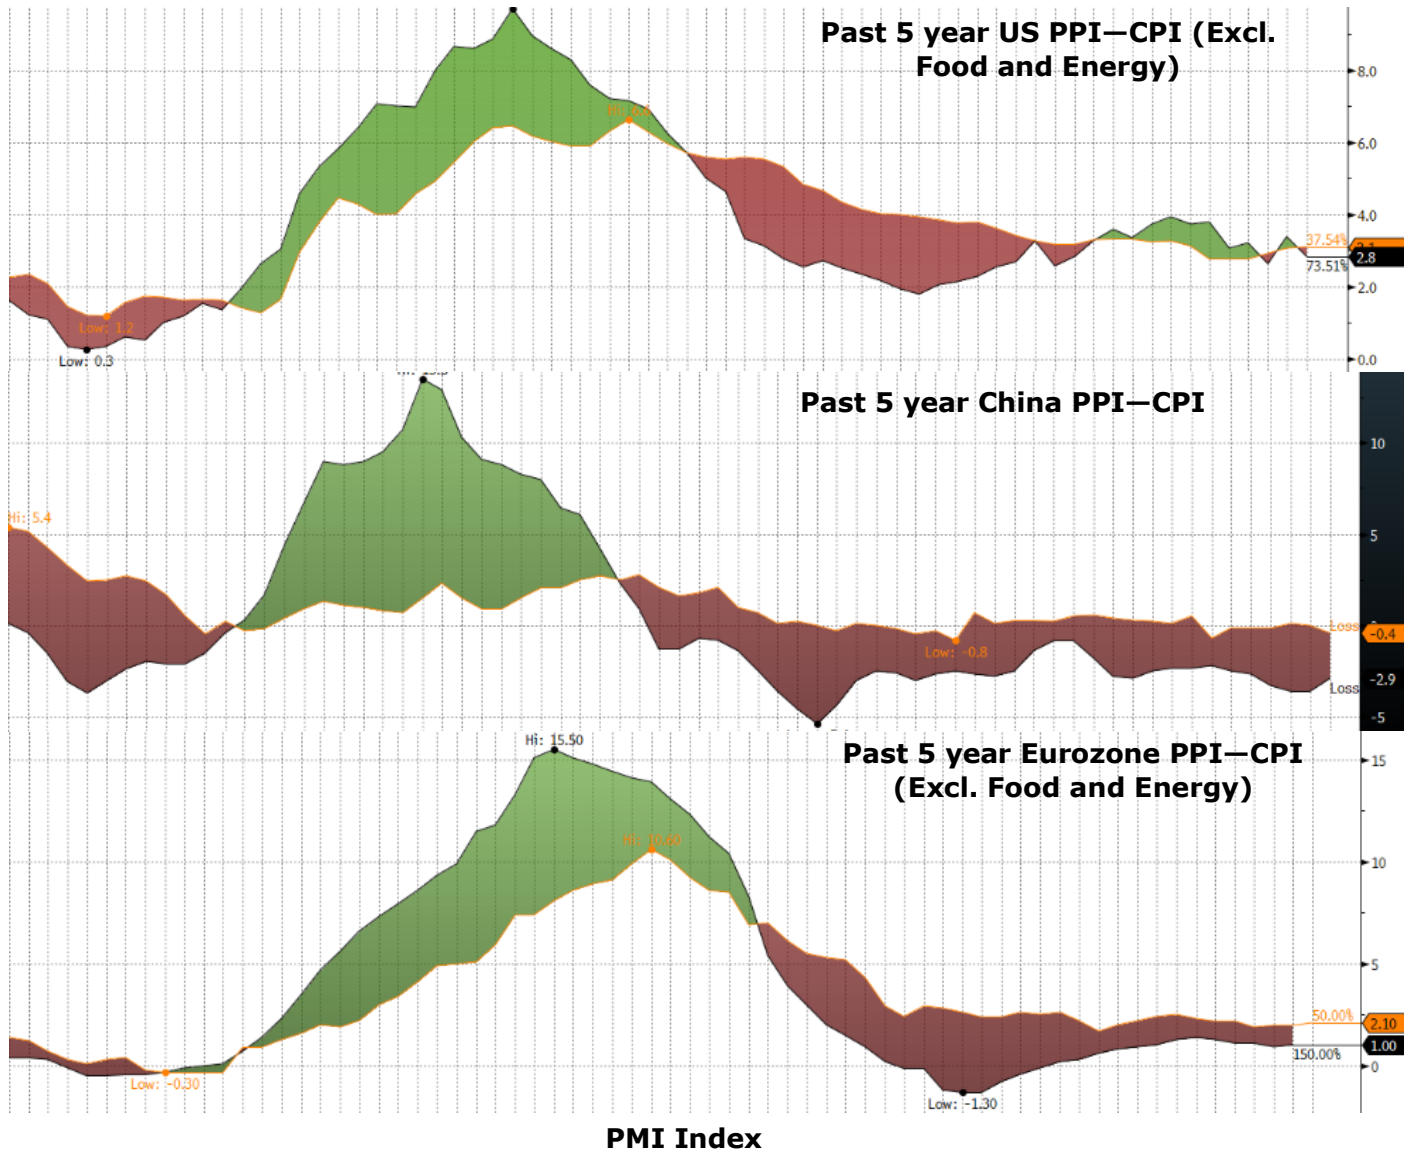 Past 5 year US PPI—CPI (Excl.
Food and Energy)
8.0
Hi: 6.6
6.0
4.0
37.54%
2.8
73.51%
2.0
Low: 1.2
Low: 0.3
0.0
Past 5 year China PPI—CPI
10
Hi: 5.4
5
Loss
-0.4
Low: -0.8
-2.9
Loss
-5
Hi: 15.50
Past 5 year Eurozone PPI—CPI
(Excl. Food and Energy)
15
Hi: 10.60
10
5
50.00%
2.10
1.00
150.00%
0
Low: -0.30
Low: -1.30
PMI Index